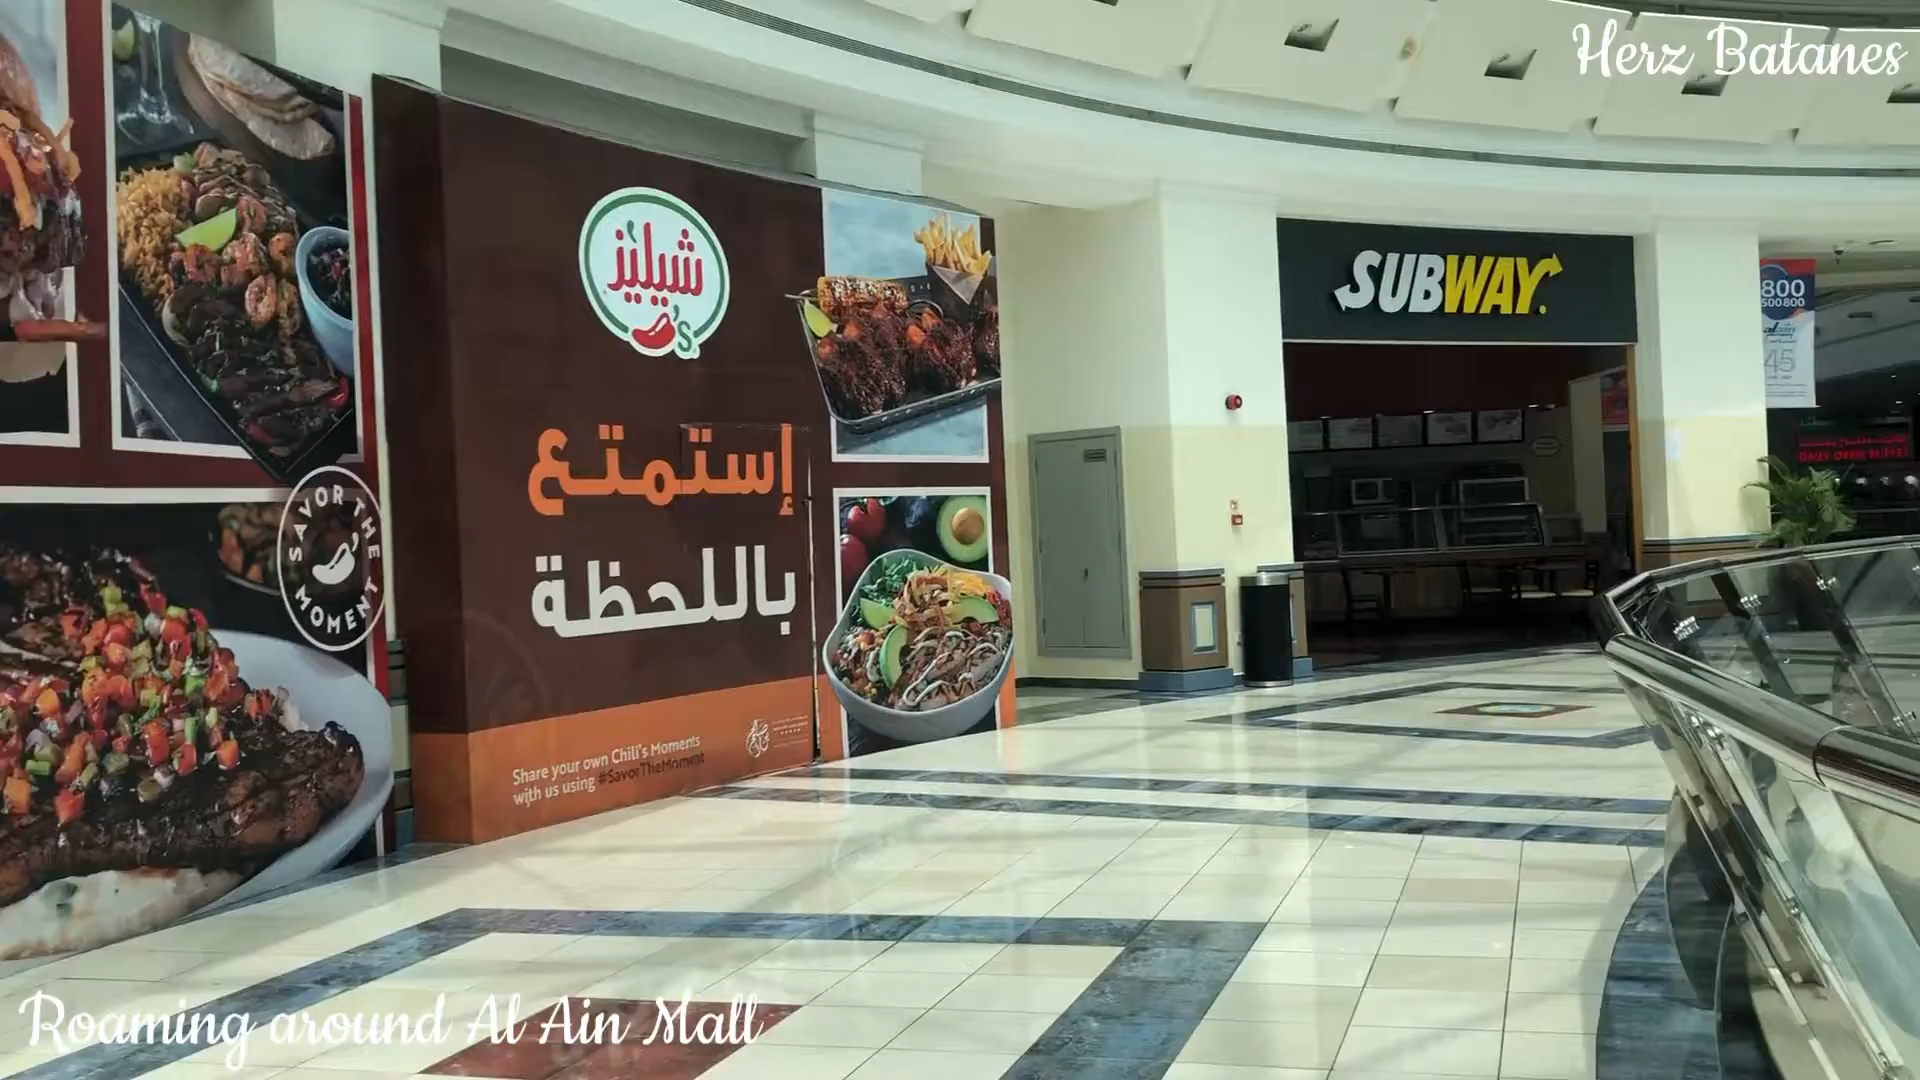 Herz Batanes
شيليز
's
إستمتع
باللحظة
SAVOR THE
MOMENT
Share your own Chili's Moments
with us using #SavorTheMoment
SUBWAY
800
500800
45
DAILY OPEN BUFFET
Roaming around Al Ain Mall